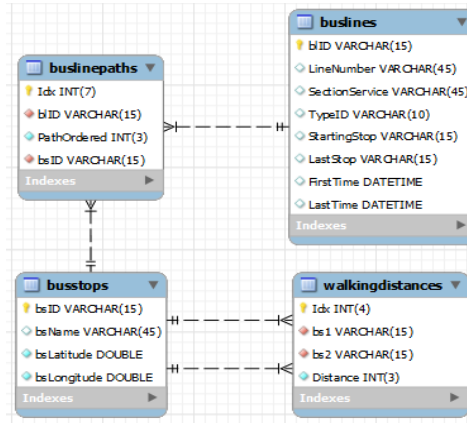 buslines
blID VARCHAR(15)
LineNumber VARCHAR(45)
SectionService VARCHAR(45)
TypeID VARCHAR(10)
StartingStop VARCHAR(15)
LastStop VARCHAR(15)
FirstTime DATETIME
LastTime DATETIME
Indexes
buslinepaths
Idx INT(7)
blID VARCHAR(15)
PathOrdered INT(3)
bsID VARCHAR(15)
Indexes
busstops
bsID VARCHAR(15)
bsName VARCHAR(45)
bsLatitude DOUBLE
bsLongitude DOUBLE
Indexes
walkingdistances
Idx INT(4)
bs1 VARCHAR(15)
bs2 VARCHAR(15)
Distance INT(3)
Indexes